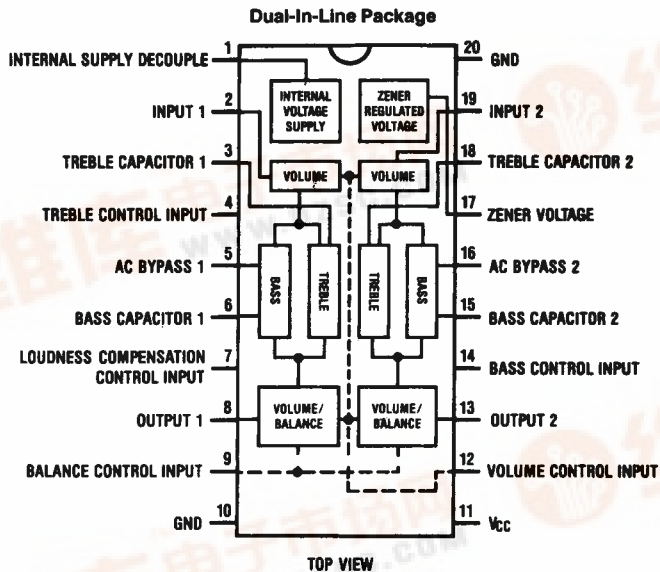 Dual-In-Line Package
1
INTERNAL SUPPLY DECOUPLE
20
GND
2
INPUT 1
19
INPUT 2
INTERNAL
VOLTAGE
SUPPLY
ZENER
REGULATED
VOLTAGE
3
TREBLE CAPACITOR 1
18
TREBLE CAPACITOR 2
VOLUME
VOLUME
4
TREBLE CONTROL INPUT
17
ZENER VOLTAGE
5
AC BYPASS 1
16
AC BYPASS 2
BASS
TREBLE
TREBLE
BASS
6
BASS CAPACITOR 1
15
BASS CAPACITOR 2
7
LOUDNESS COMPENSATION
CONTROL INPUT
14
BASS CONTROL INPUT
8
OUTPUT 1
13
OUTPUT 2
VOLUME/
BALANCE
VOLUME/
BALANCE
9
BALANCE CONTROL INPUT
12
VOLUME CONTROL INPUT
10
GND
11
VCC
TOP VIEW